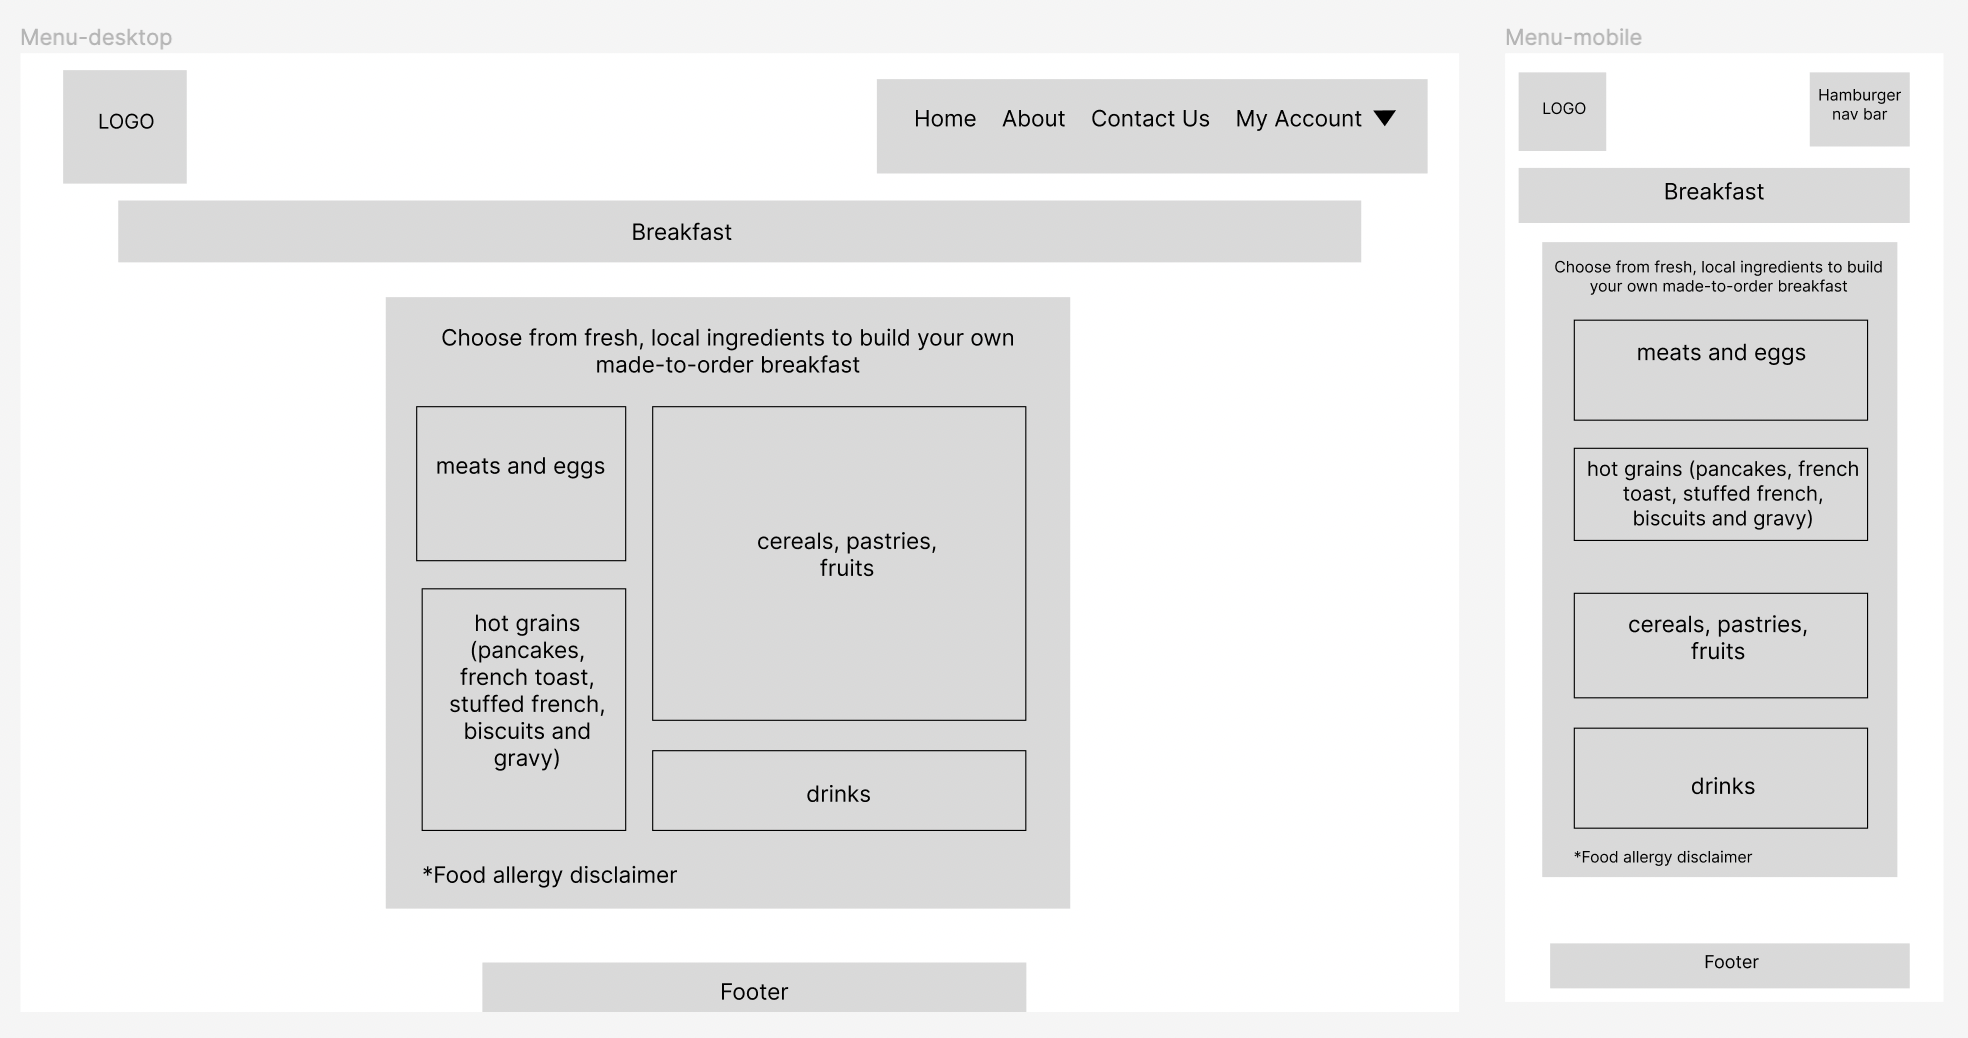 Menu-desktop
LOGO
Home About Contact Us My Account
Breakfast
Choose from fresh, local ingredients to build your own
made-to-order breakfast
meats and eggs
cereals, pastries,
fruits
hot grains
(pancakes,
french toast,
stuffed french,
biscuits and
gravy)
drinks
*Food allergy disclaimer
Footer
Menu-mobile
LOGO
Hamburger
nav bar
Breakfast
Choose from fresh, local ingredients to build
your own made-to-order breakfast
meats and eggs
hot grains (pancakes, french
toast, stuffed french,
biscuits and gravy)
cereals, pastries,
fruits
drinks
*Food allergy disclaimer
Footer